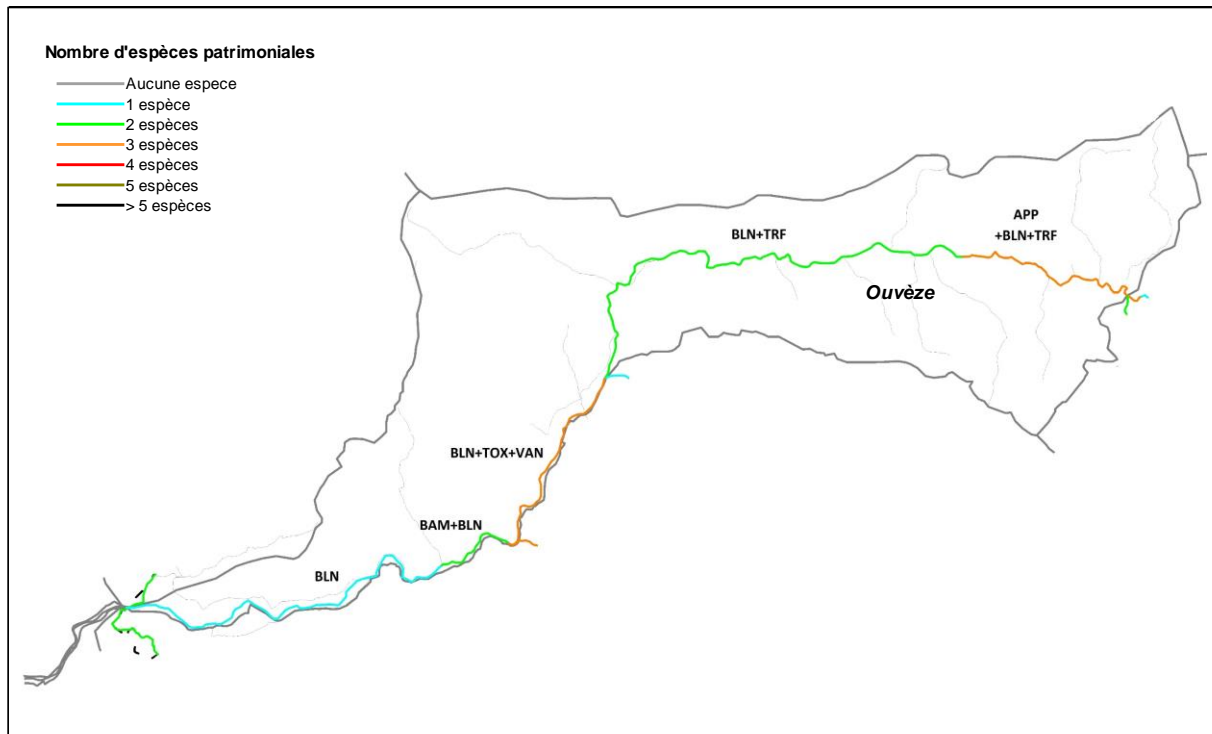 Nombre d'espèces patrimoniales
Aucune espece
1 espèce
2 espèces
3 espèces
4 espèces
5 espèces
> 5 espèces
APP
+BLN+TRF
BLN+TRF
Ouvèze
BLN+TOX+VAN
BAM+BLN
BLN